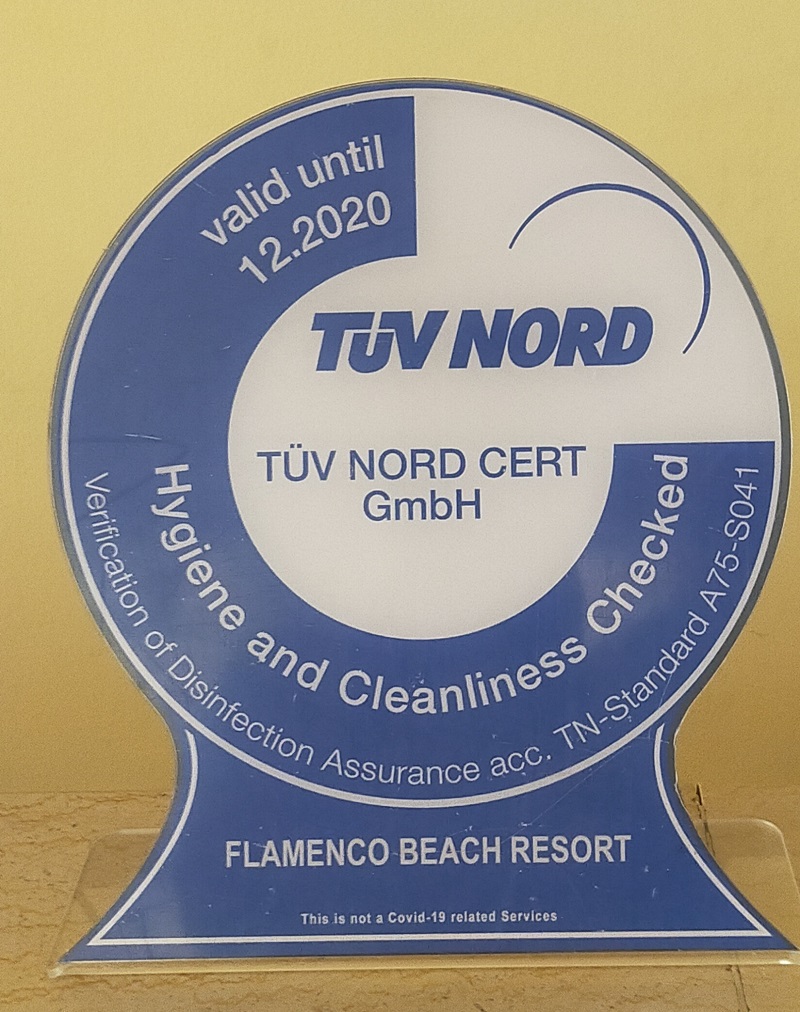 valid until
12.2020
TÜV NORD
TÜV NORD CERT
GmbH
Hygiene and Cleanliness Checked
Verification of Disinfection Assurance acc. TN-Standard A75-S041
FLAMENCO BEACH RESORT
This is not a Covid-19 related Services